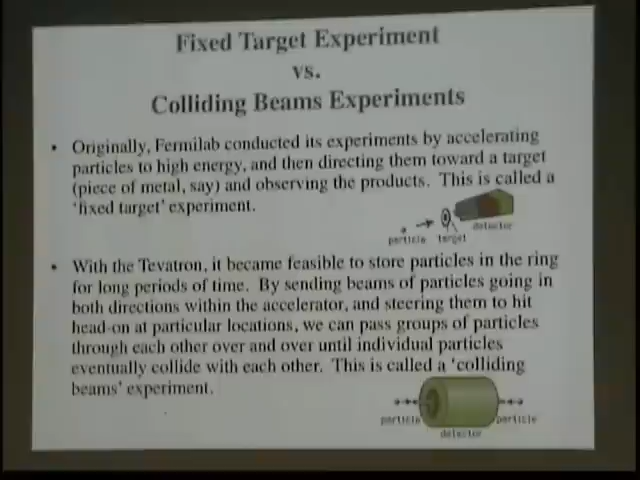 Fixed Target Experiment
vs.
Colliding Beams Experiments
• Originally, Fermilab conducted its experiments by accelerating
particles to high energy, and then directing them toward a target
(piece of metal, say) and observing the products. This is called a
'fixed target' experiment.
particle target detector
• With the Tevatron, it became feasible to store particles in the ring
for long periods of time. By sending beams of particles going in
both directions within the accelerator, and steering them to hit
head-on at particular locations, we can pass groups of particles
through each other over and over until individual particles
eventually collide with each other. This is called a 'colliding
beams' experiment.
particle particle
detector